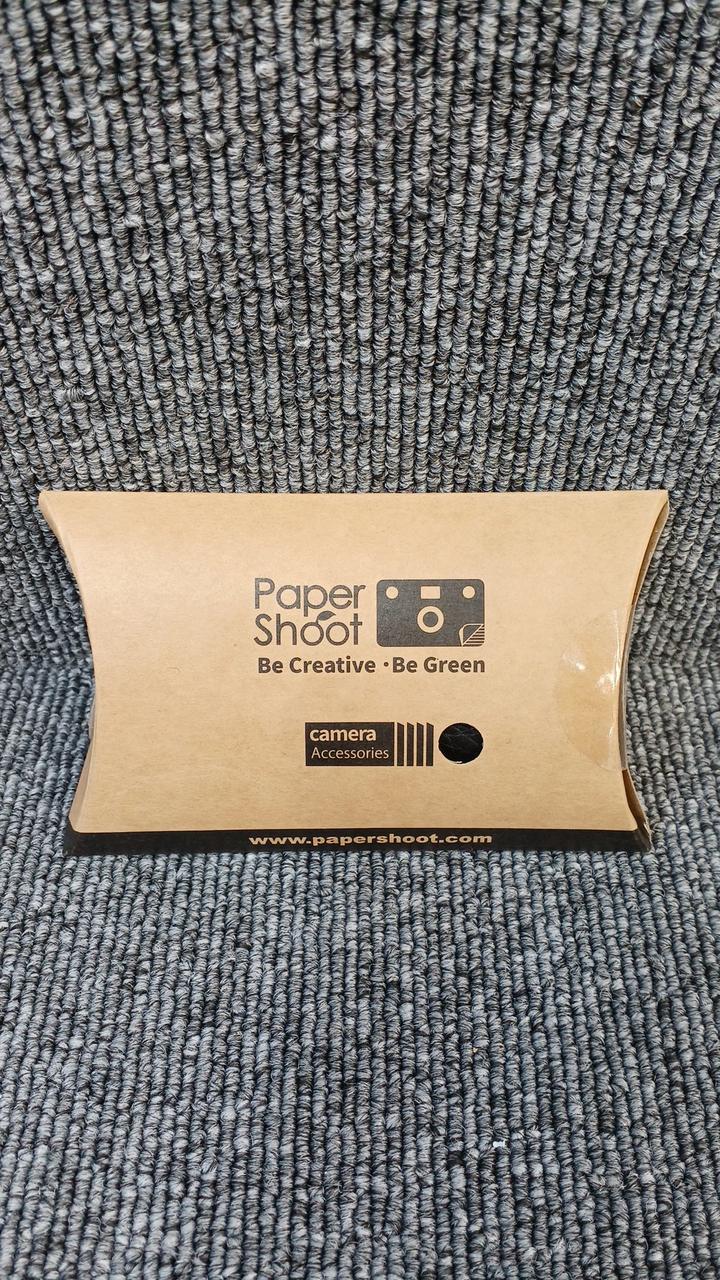 Paper
Shoot
Be Creative · Be Green
camera
Accessories
www.papershoot.com